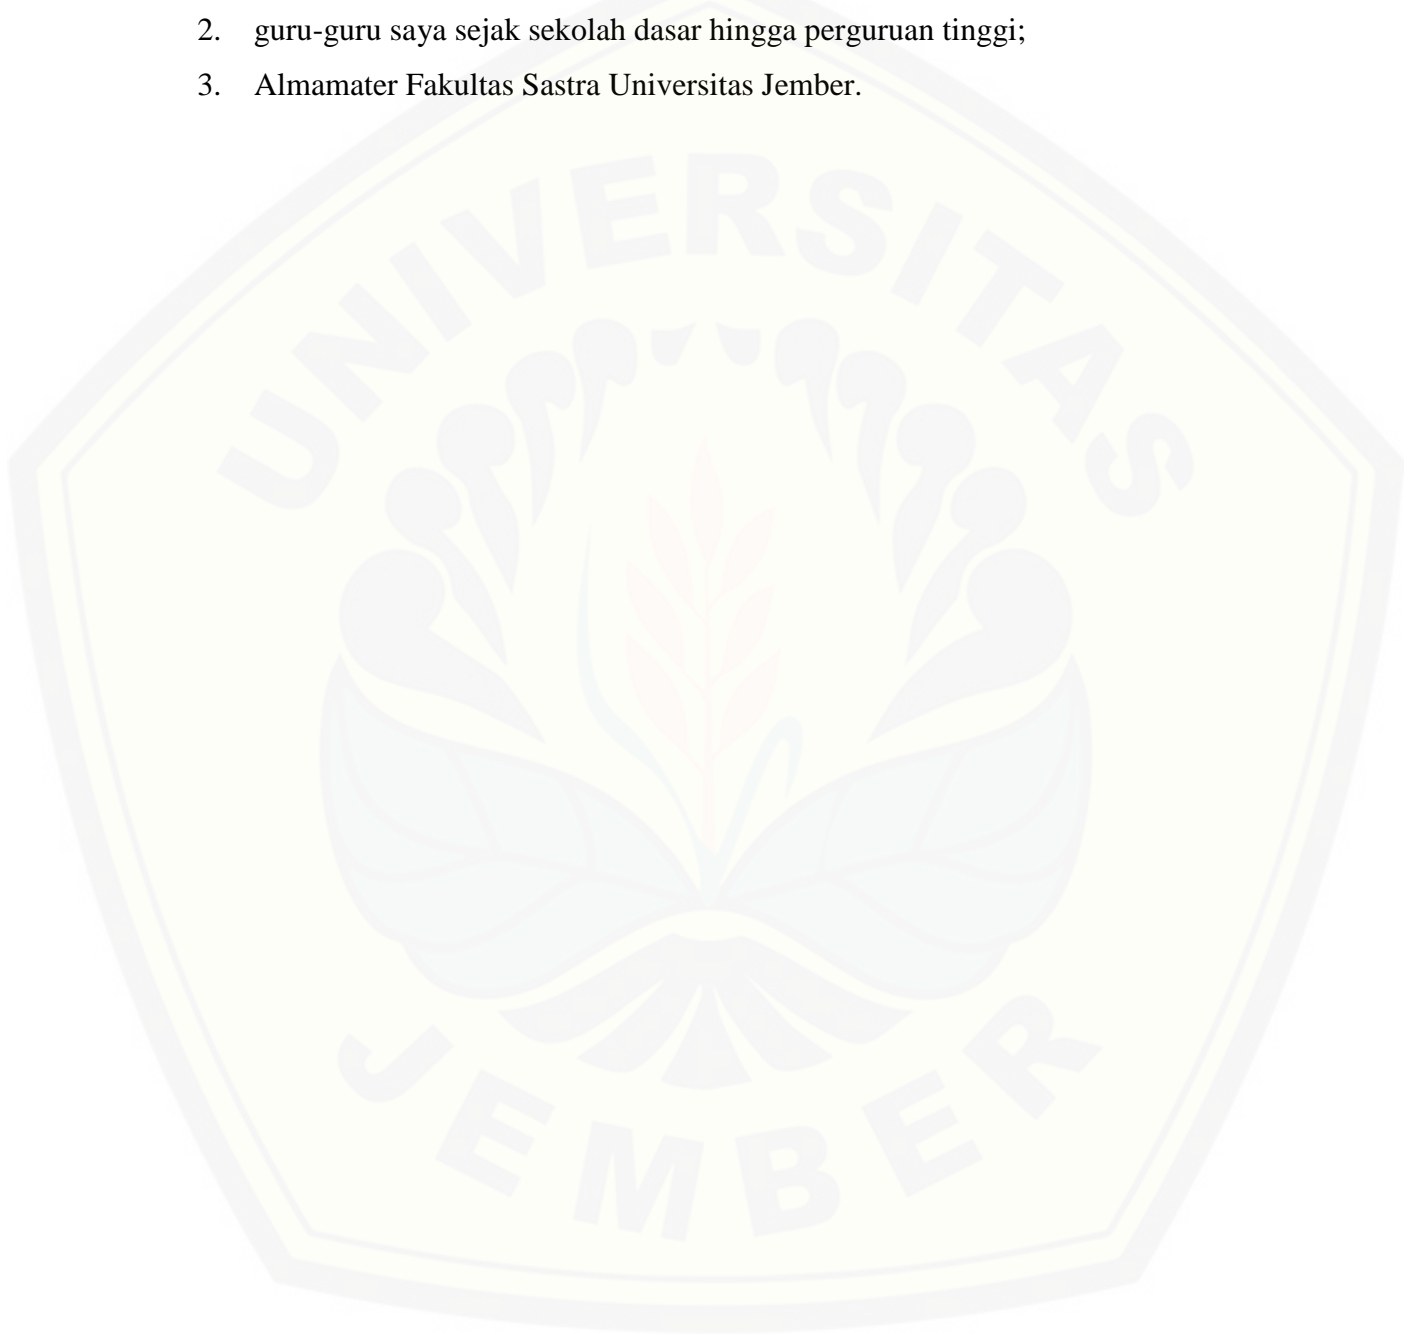 2. guru-guru saya sejak sekolah dasar hingga perguruan tinggi;
3. Almamater Fakultas Sastra Universitas Jember.
UNIVERSITAS
JEMBER